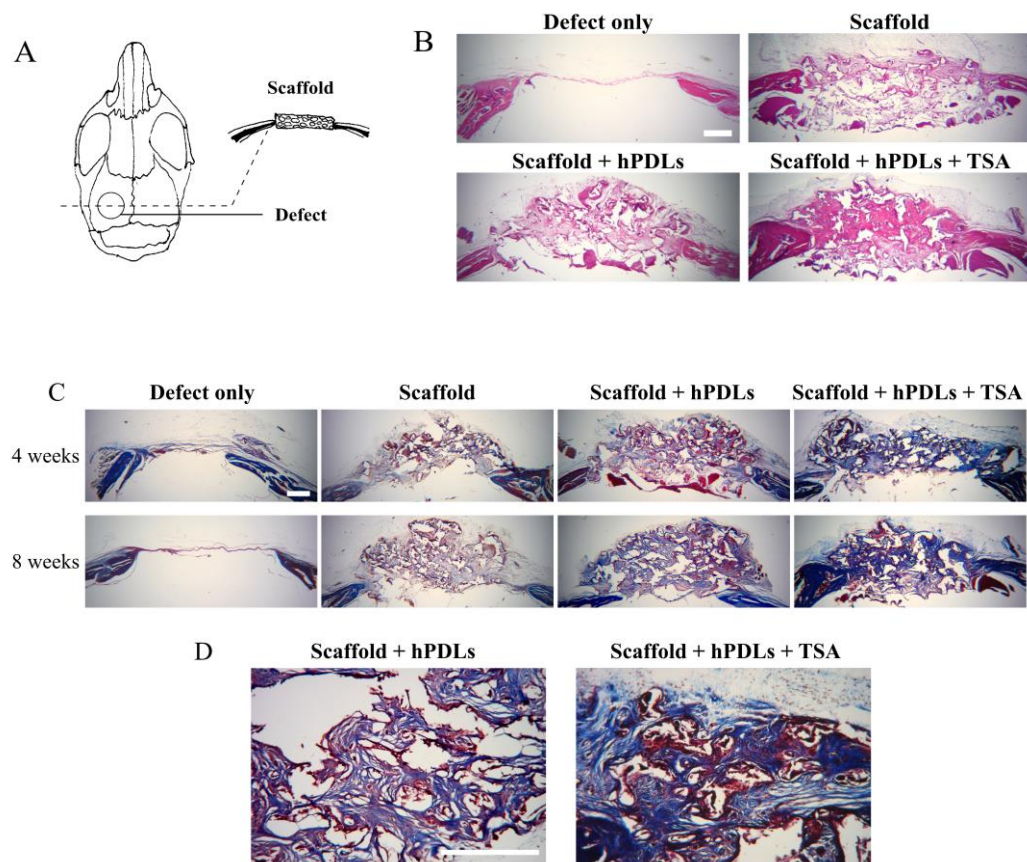 A
Scaffold
Defect
B
Defect only
Scaffold
Scaffold + hPDLs
Scaffold + hPDLs + TSA
C
Defect only
Scaffold
Scaffold + hPDLs
Scaffold + hPDLs + TSA
4 weeks
8 weeks
D
Scaffold + hPDLs
Scaffold + hPDLs + TSA